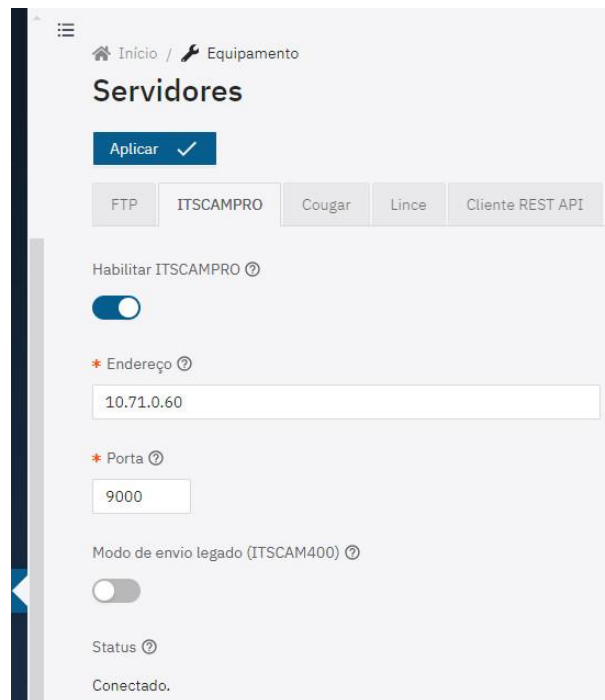 Início / Equipamento
Servidores
Aplicar
FTP ITSCAMPRO Cougar Lince Cliente REST API
Habilitar ITSCAMPRO
* Endereço
10.71.0.60
* Porta
9000
Modo de envio legado (ITSCAM400)
Status
Conectado.